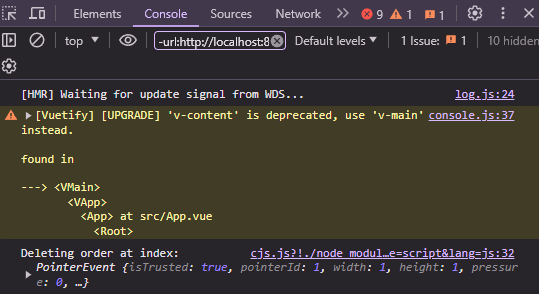 Elements Console Sources Network » 9 1 1
top -url:http://localhost:8 Default levels 1 Issue: 1 10 hidden
[HMR] Waiting for update signal from WDS... log.js:24
[Vuetify] [UPGRADE] 'v-content' is deprecated, use 'v-main' console.js:37
instead.
found in
---> <VMain>
<VApp>
<App> at src/App.vue
<Root>
Deleting order at index: cjs.js?!./node_modul…e=script&lang=js:32
PointerEvent {isTrusted: true, pointerId: 1, width: 1, height: 1, pressu
re: 0, …}